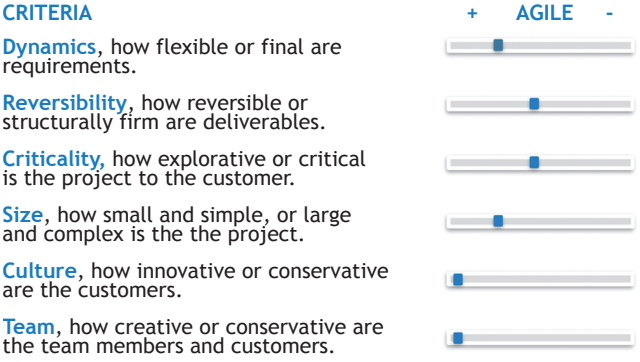 CRITERIA + AGILE -
Dynamics, how flexible or final are
requirements.
Reversibility, how reversible or
structurally firm are deliverables.
Criticality, how explorative or critical
is the project to the customer.
Size, how small and simple, or large
and complex is the the project.
Culture, how innovative or conservative
are the customers.
Team, how creative or conservative are
the team members and customers.